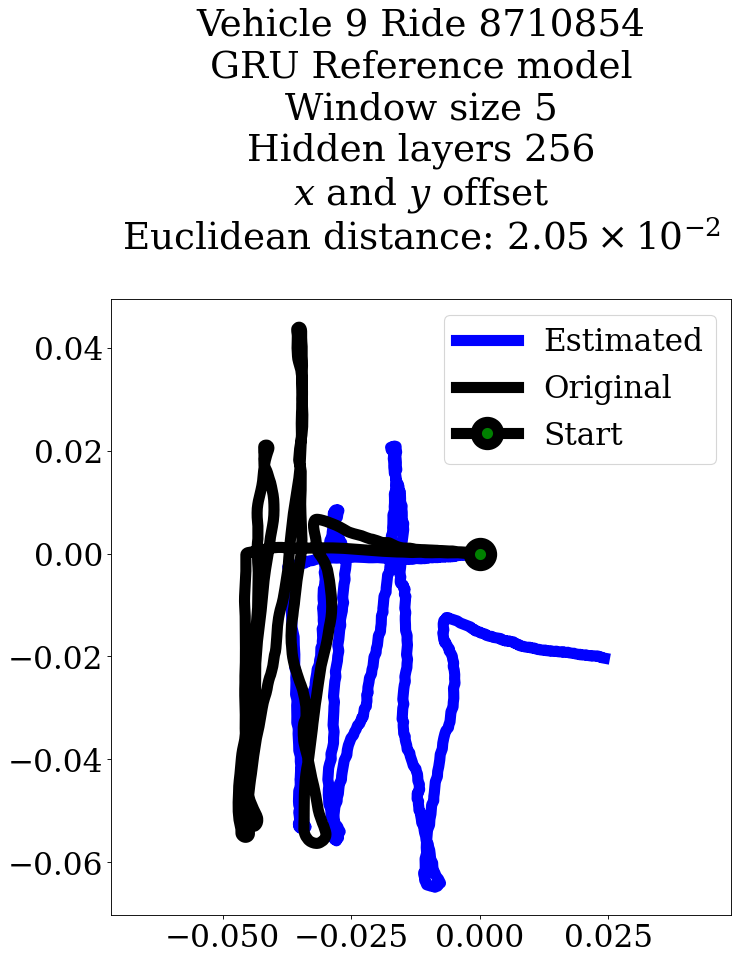 Vehicle 9 Ride 8710854
GRU Reference model
Window size 5
Hidden layers 256
x and y offset
Euclidean distance: 2.05 × 10⁻²
Estimated
Original
Start
0.04
0.02
0.00
−0.02
−0.04
−0.06
−0.050 −0.025 0.000 0.025